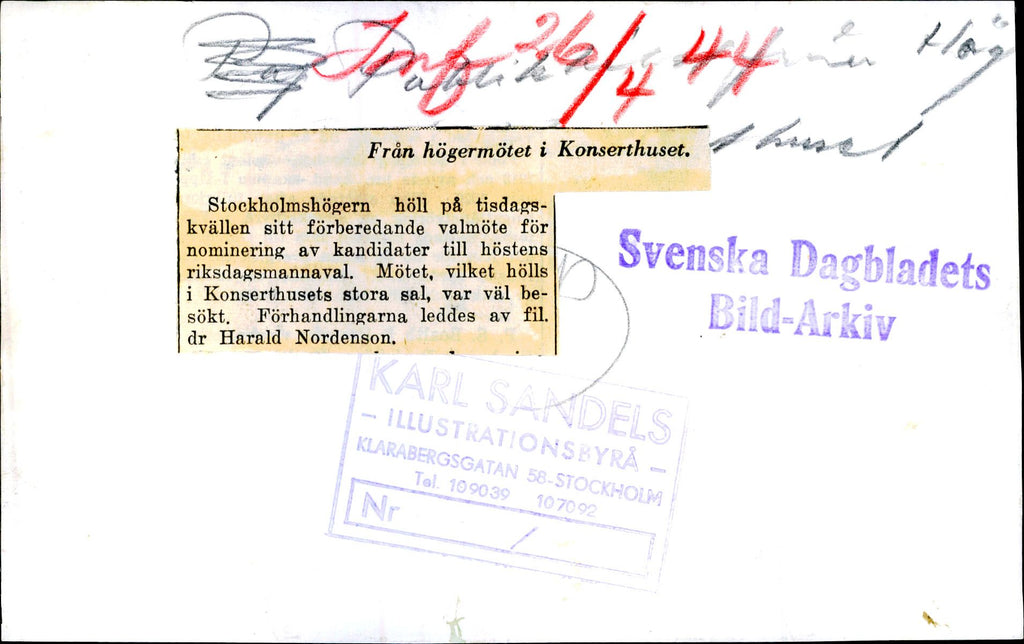 Inf 26/4 44 Hög
Från högermötet i Konserthuset.
Stockholmshögern höll på tisdags-
kvällen sitt förberedande valmöte för
nominering av kandidater till höstens
riksdagsmannaval. Mötet, vilket hölls
i Konserthusets stora sal, var väl be-
sökt. Förhandlingarna leddes av fil.
dr Harald Nordenson.
Svenska Dagbladets
Bild-Arkiv
KARL SANDELS
- ILLUSTRATIONSBYRÅ -
KLARABERGSGATAN 58-STOCKHOLM
Tel. 109039 107092
Nr /